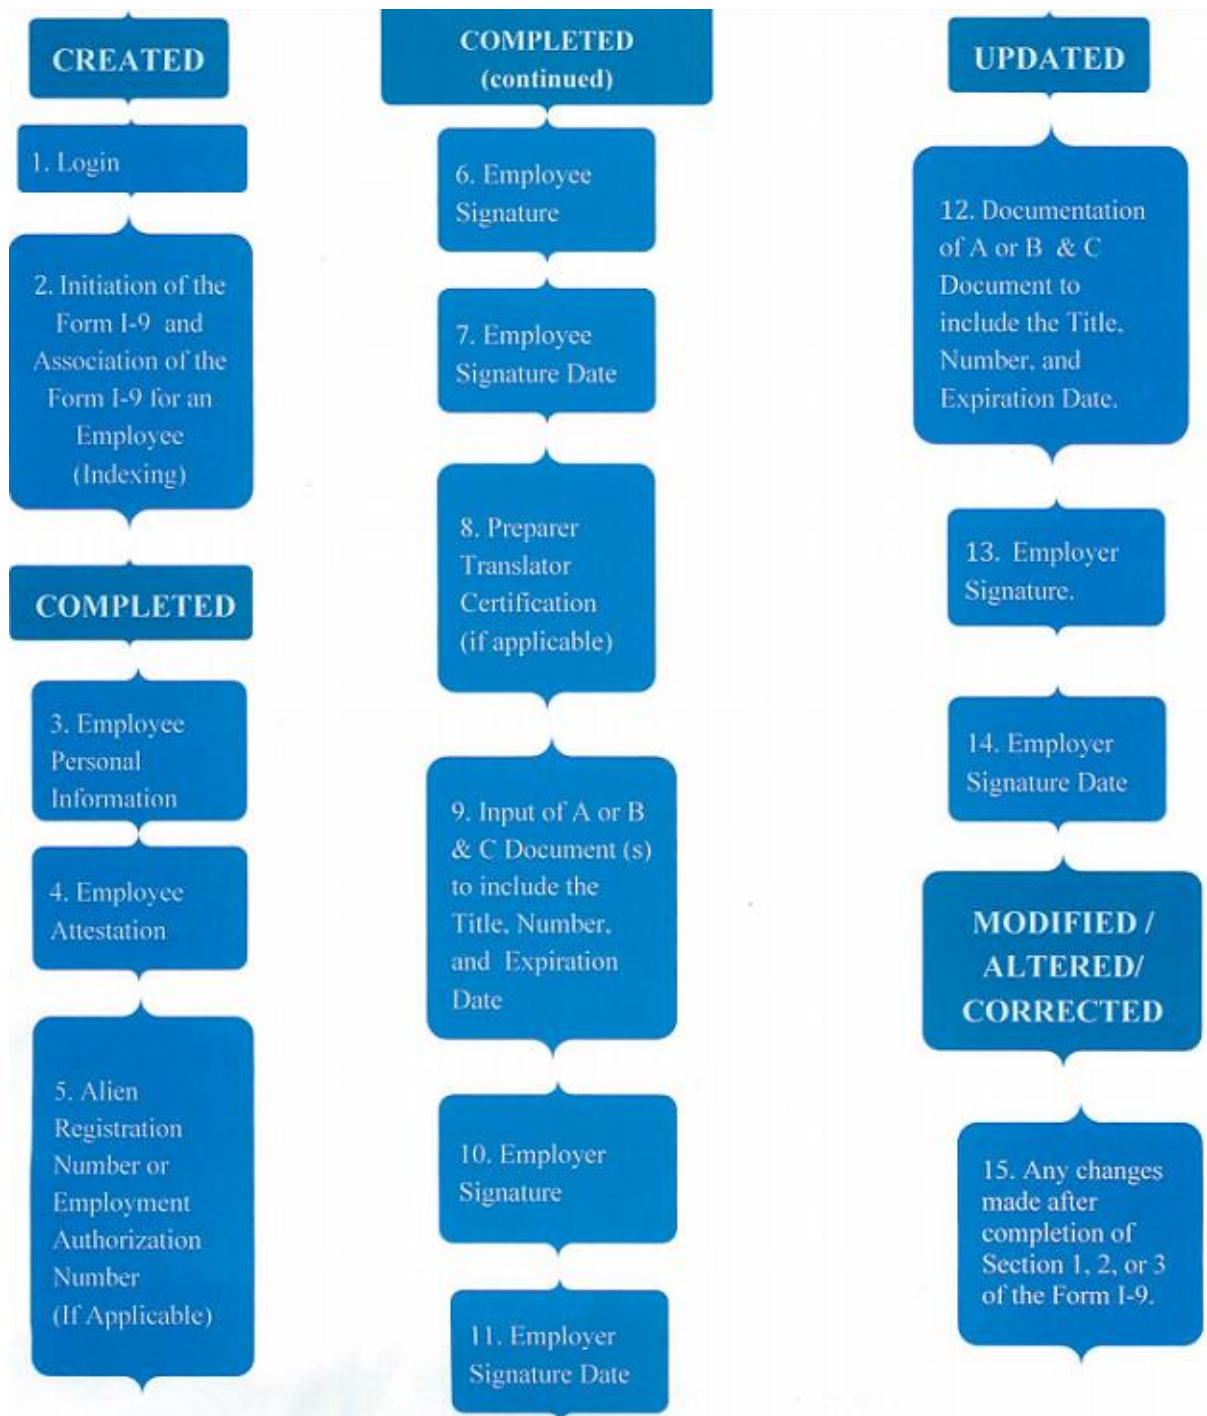 CREATED
1. Login
2. Initiation of the
Form I-9 and
Association of the
Form I-9 for an
Employee
(Indexing)
COMPLETED
3. Employee
Personal
Information
4. Employee
Attestation
5. Alien
Registration
Number or
Employment
Authorization
Number
(If Applicable)
COMPLETED
(continued)
6. Employee
Signature
7. Employee
Signature Date
8. Preparer
Translator
Certification
(if applicable)
9. Input of A or B
& C Document (s)
to include the
Title, Number,
and Expiration
Date
10. Employer
Signature
11. Employer
Signature Date
UPDATED
12. Documentation
of A or B & C
Document to
include the Title,
Number, and
Expiration Date.
13. Employer
Signature.
14. Employer
Signature Date
MODIFIED /
ALTERED/
CORRECTED
15. Any changes
made after
completion of
Section 1, 2, or 3
of the Form I-9.